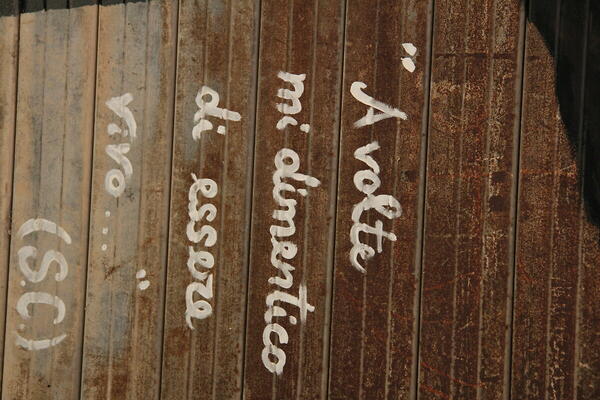 " A volte
mi dimentico
di essere
vivo... "
(S.C.)